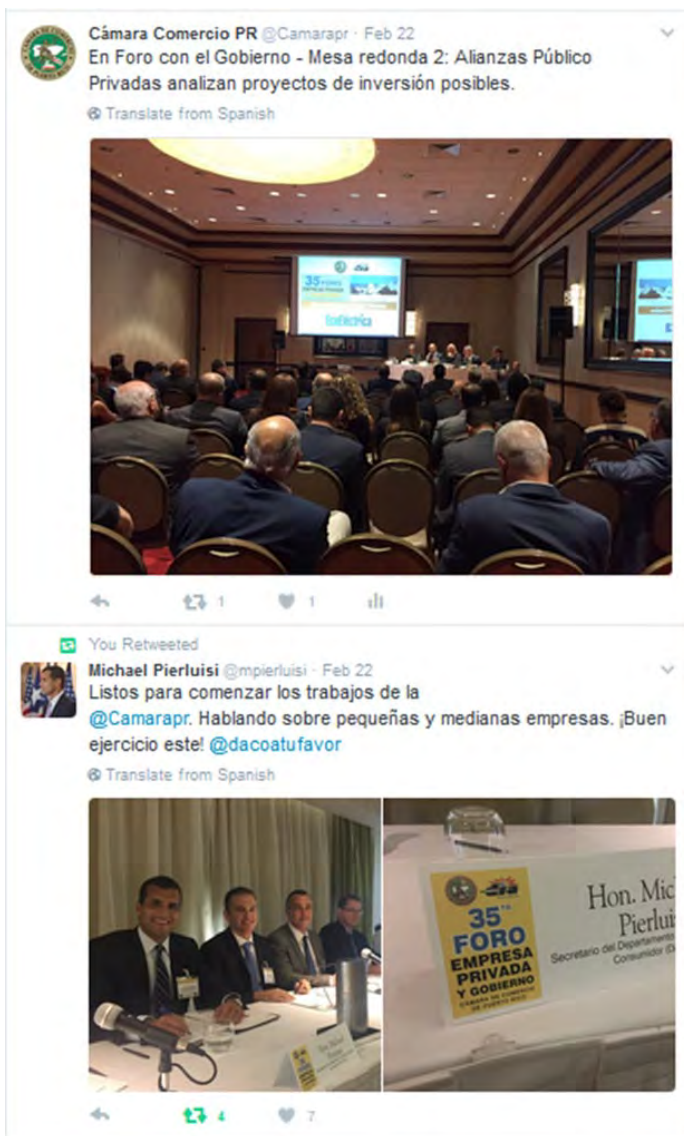 Cámara Comercio PR @Camarapr · Feb 22
En Foro con el Gobierno - Mesa redonda 2: Alianzas Público
Privadas analizan proyectos de inversión posibles.
Translate from Spanish
35 FORO
EcoEléctrica
1
1
You Retweeted
Michael Pierluisi @mpierluisi · Feb 22
Listos para comenzar los trabajos de la
@Camarapr. Hablando sobre pequeñas y medianas empresas. ¡Buen
ejercicio este! @dacoatufavor
Translate from Spanish
35
FORO
EMPRESA
PRIVADA
Y GOBIERNO
CÁMARA DE COMERCIO
DE PUERTO RICO
Hon. Mic
Pierlui
Secretario del Departamento
Consumidor (D
4
7